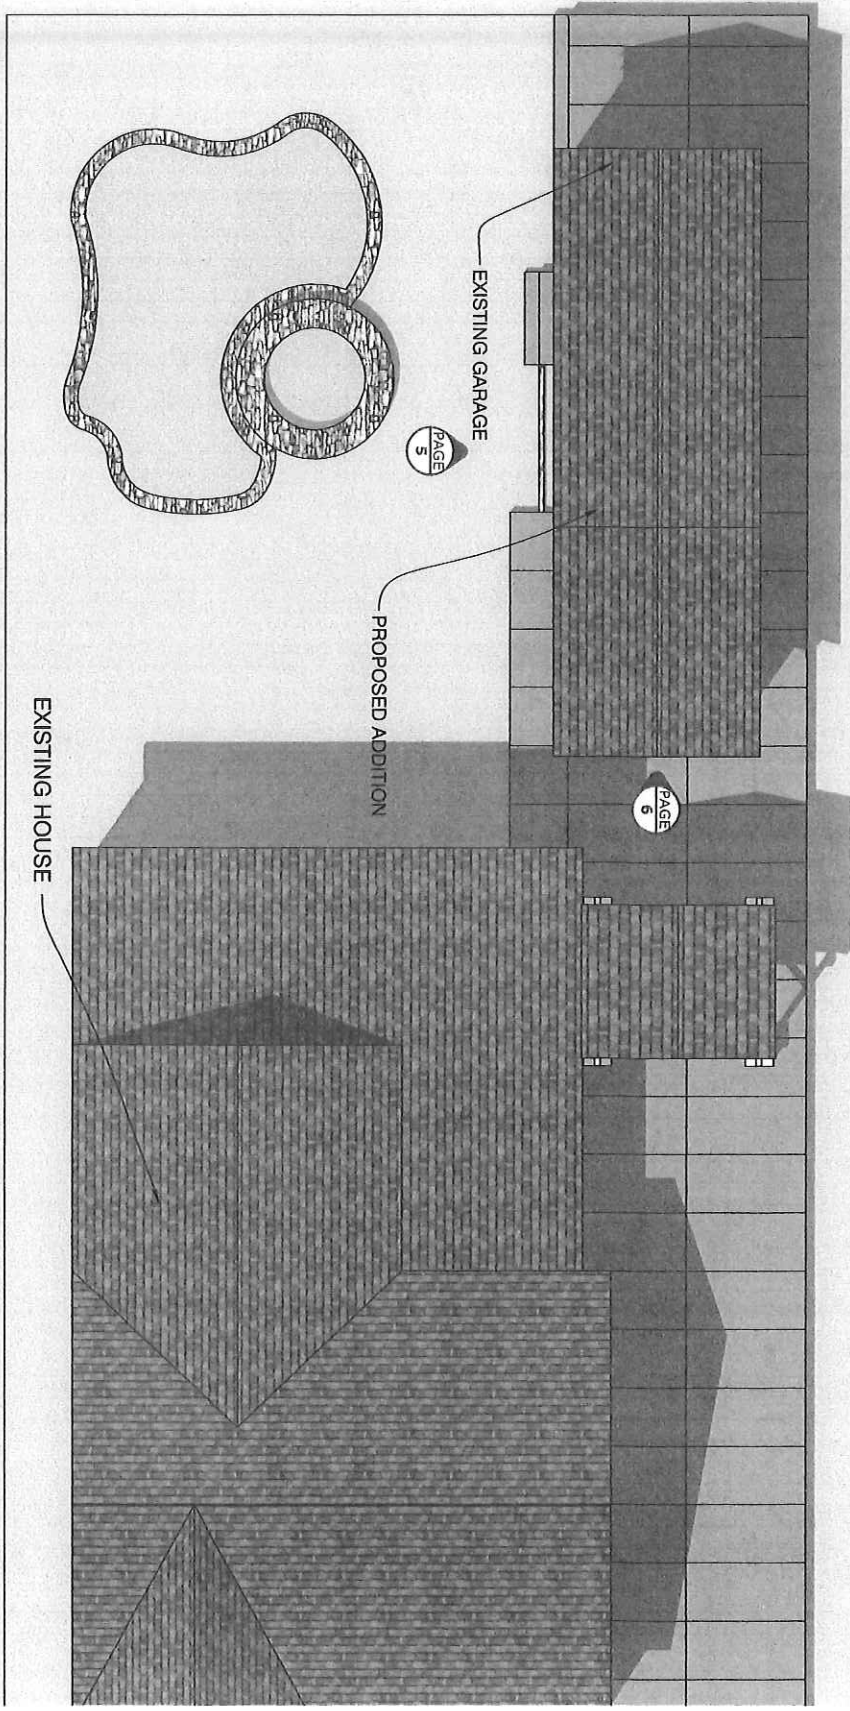 EXISTING GARAGE
PAGE
5
PROPOSED ADDITION
PAGE
6
EXISTING HOUSE